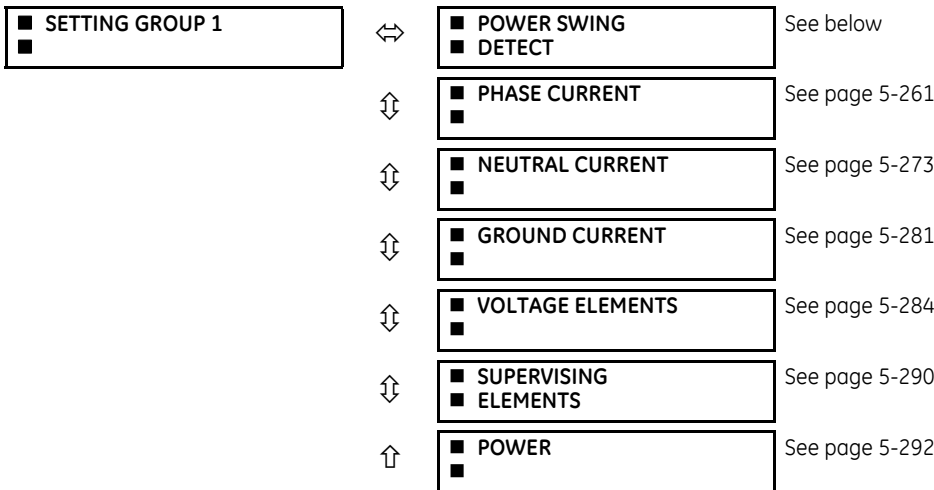 ■ SETTING GROUP 1
■
■ POWER SWING
■ DETECT
See below
■ PHASE CURRENT
■
See page 5-261
■ NEUTRAL CURRENT
■
See page 5-273
■ GROUND CURRENT
■
See page 5-281
■ VOLTAGE ELEMENTS
■
See page 5-284
■ SUPERVISING
■ ELEMENTS
See page 5-290
■ POWER
■
See page 5-292